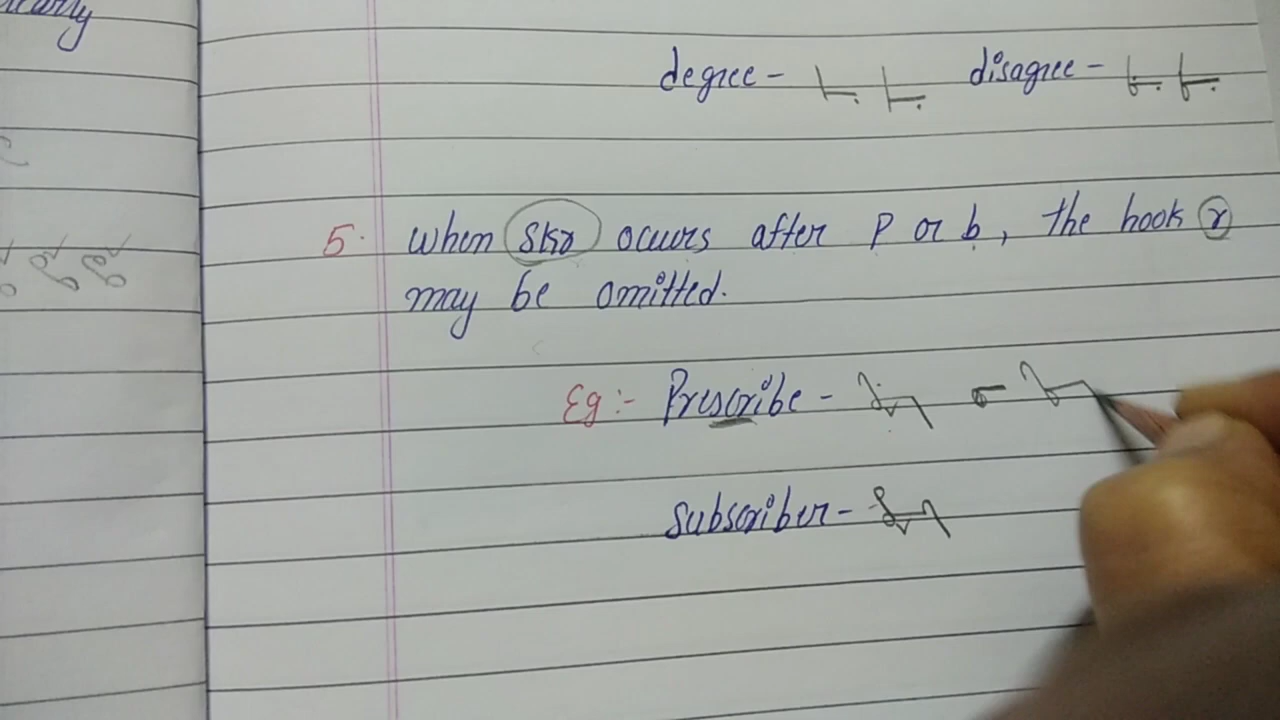 degree - disagree -
5. When Skr occurs after P or b, the hook r
may be omitted.
Eg:- Prescribe -
Subscriber -